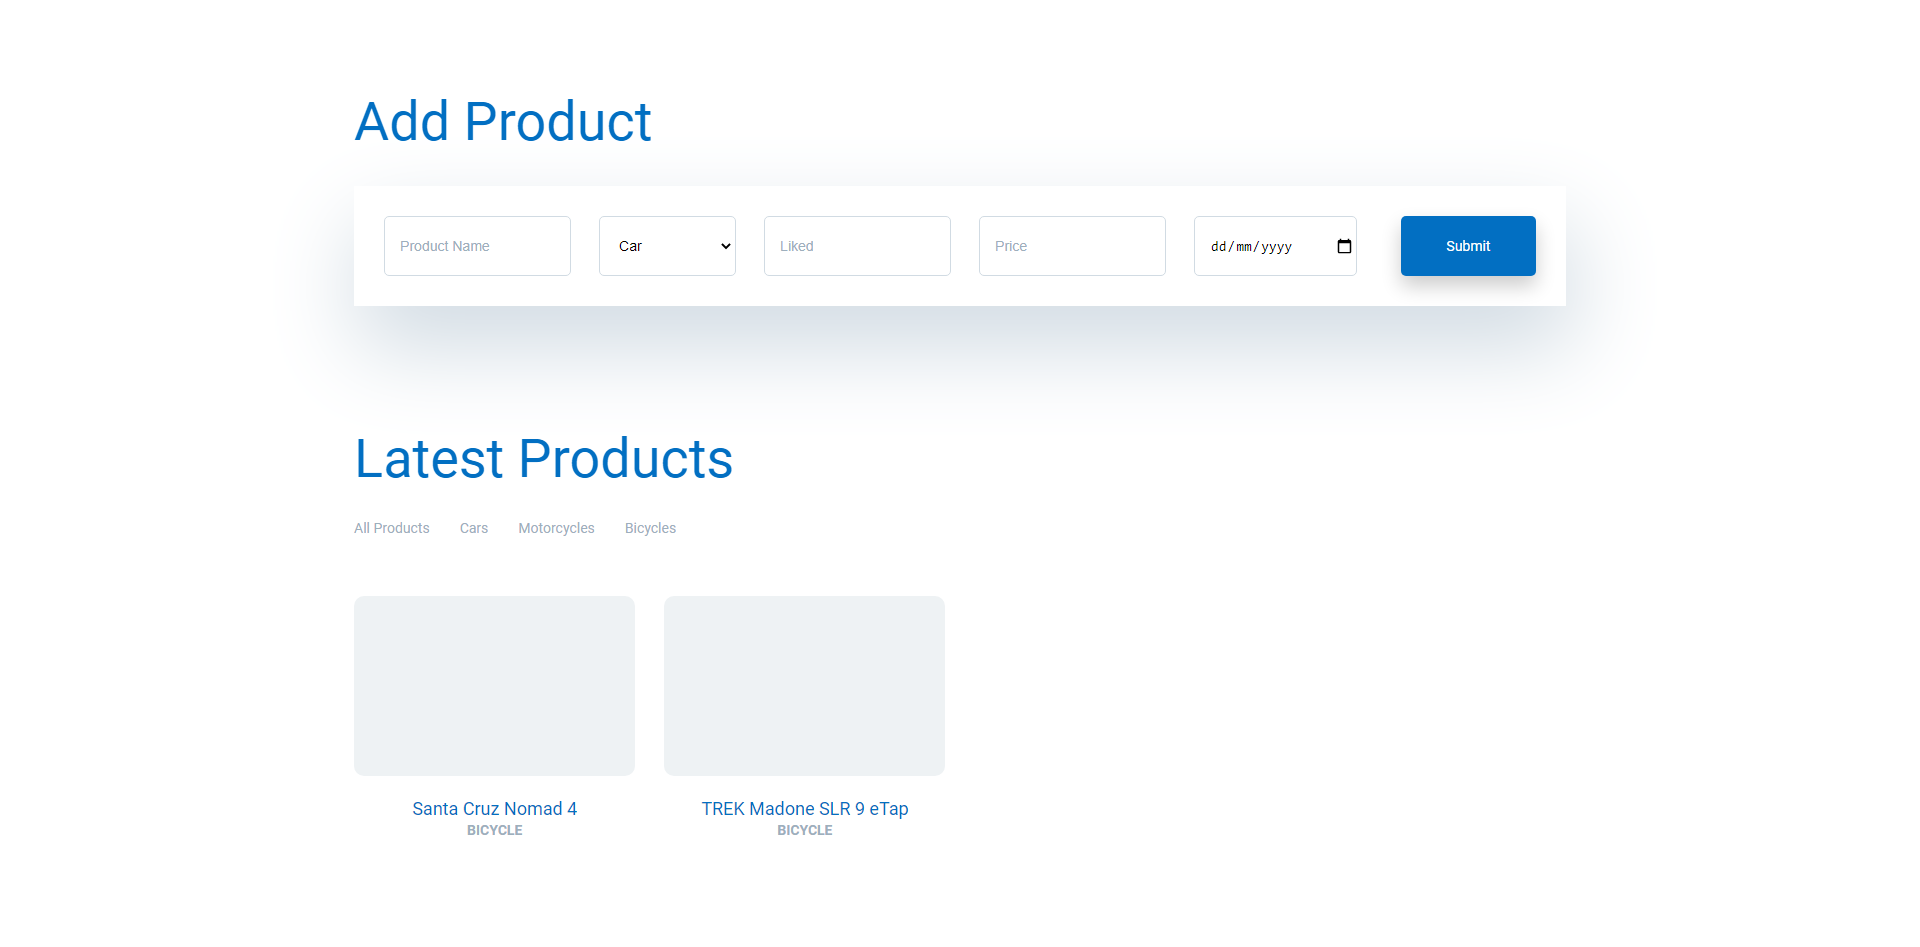 Add Product
Product Name Car Liked Price dd/mm/yyyy Submit
Latest Products
All Products Cars Motorcycles Bicycles
Santa Cruz Nomad 4 TREK Madone SLR 9 eTap
BICYCLE BICYCLE